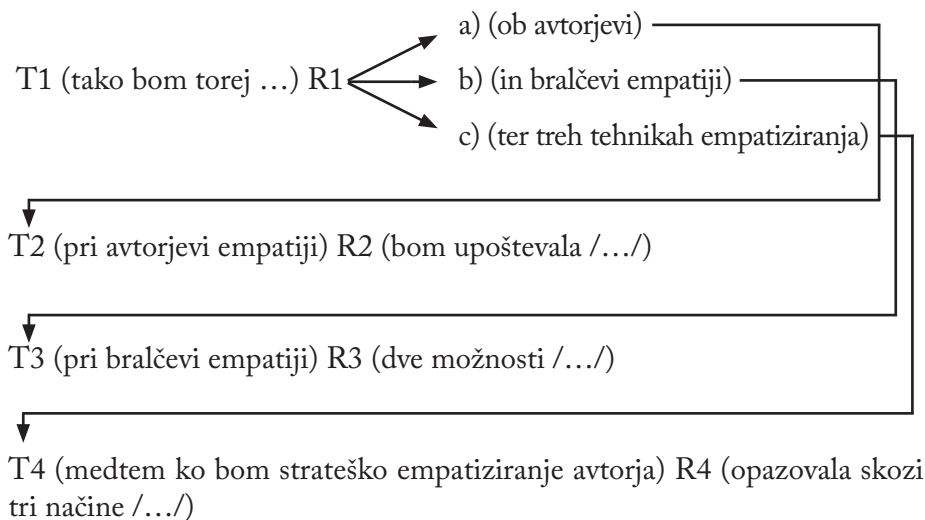 a) (ob avtorjevi)
T1 (tako bom torej …) R1
b) (in bralčevi empatiji)
c) (ter treh tehnikah empatiziranja)
T2 (pri avtorjevi empatiji) R2 (bom upoštevala /…/)
T3 (pri bralčevi empatiji) R3 (dve možnosti /…/)
T4 (medtem ko bom strateško empatiziranje avtorja) R4 (opazovala skozi
tri načine /…/)